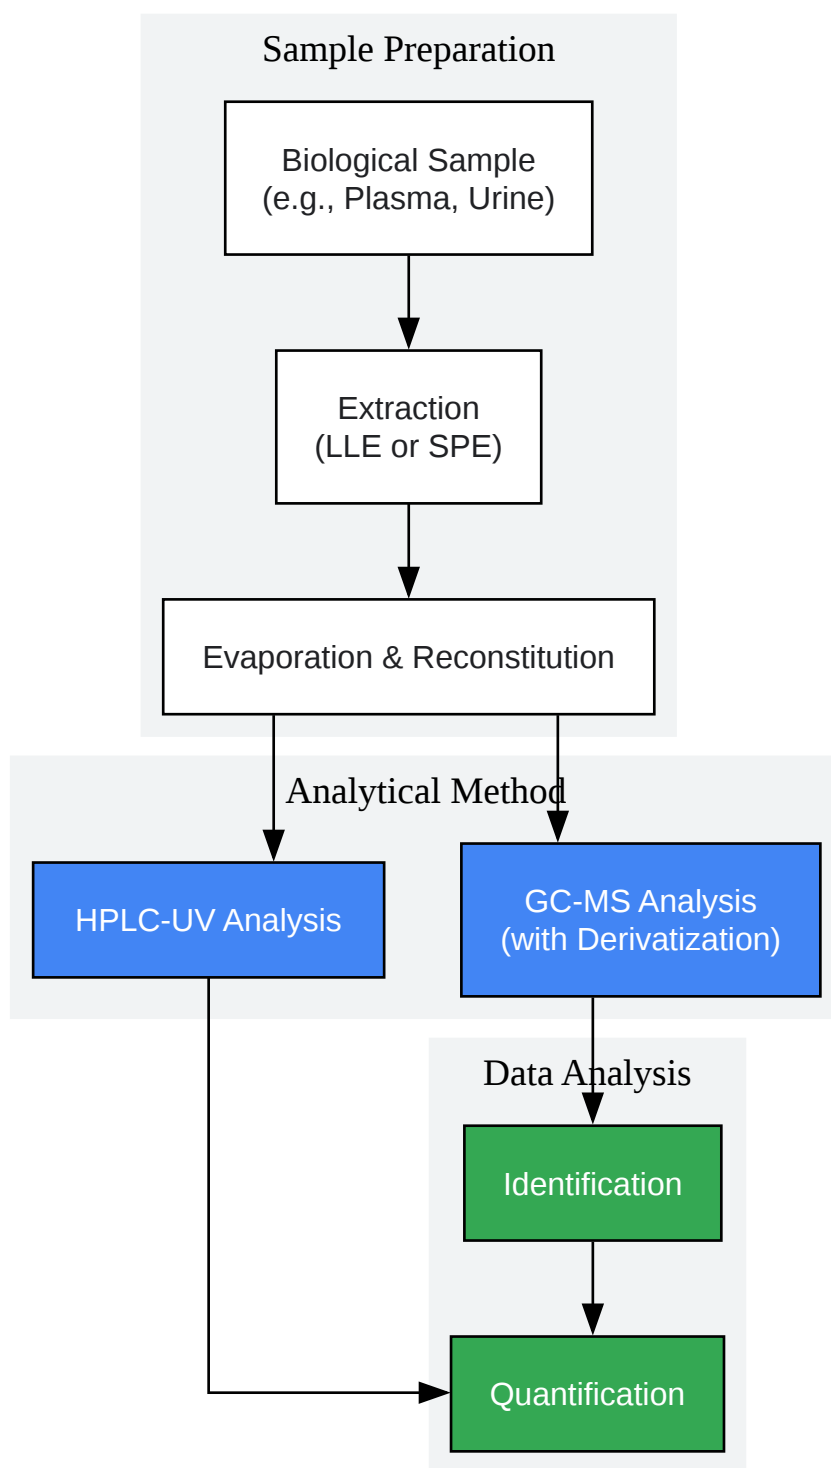 Sample Preparation
Biological Sample
(e.g., Plasma, Urine)
Extraction
(LLE or SPE)
Evaporation & Reconstitution
Analytical Method
HPLC-UV Analysis
GC-MS Analysis
(with Derivatization)
Data Analysis
Identification
Quantification